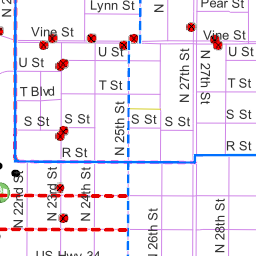 Lynn St
Pear St
N 2
N
Vine St
Vine St
U St
U St
U St
T Blvd
T St
T St
N 25th St
N 27th St
N 27th St
S St
S St
S St
S St
S St
R St
R St
N 22nd St
N 23rd St
N 24th St
N 26th St
N 28th St
US Hwy 34